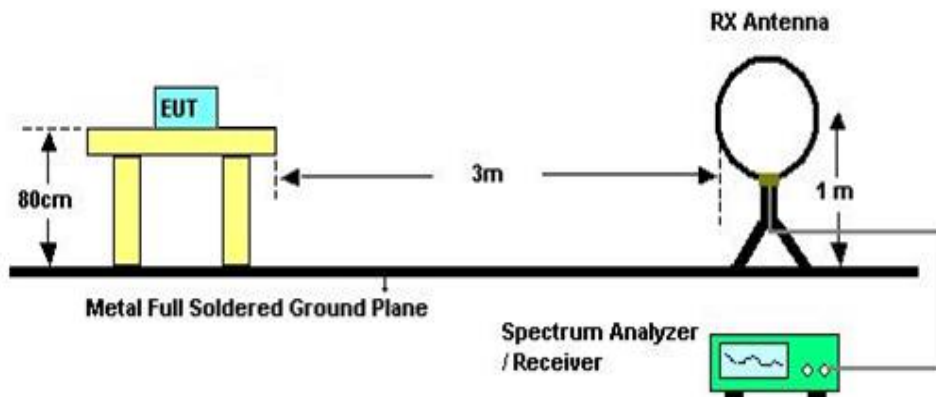 RX Antenna
EUT
80cm
3m
1 m
Metal Full Soldered Ground Plane
Spectrum Analyzer
/ Receiver